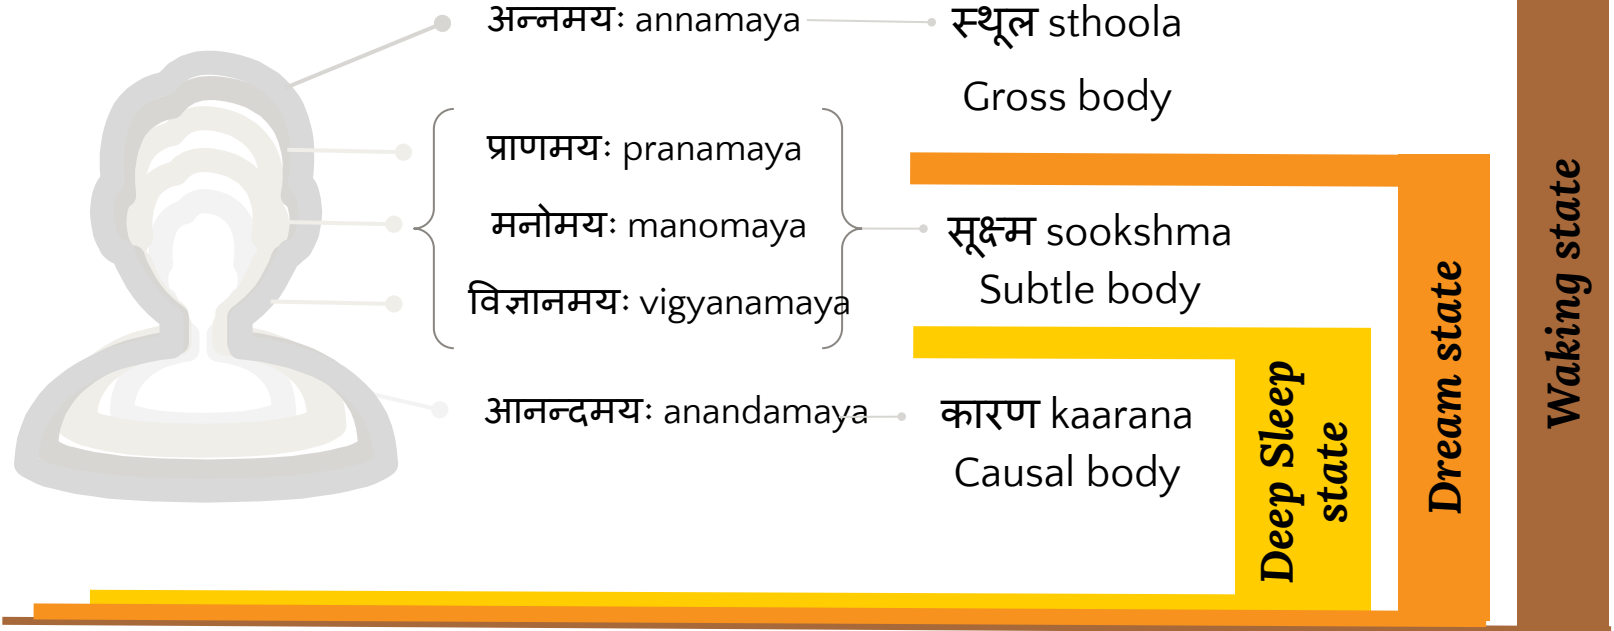 अन्नमयः annamaya
स्थूल sthoola
Gross body
प्राणमयः pranamaya
मनोमयः manomaya
विज्ञानमयः vigyanamaya
सूक्ष्म sookshma
Subtle body
आनन्दमयः anandamaya
कारण kaarana
Causal body
Deep Sleep
state
Dream state
Waking state